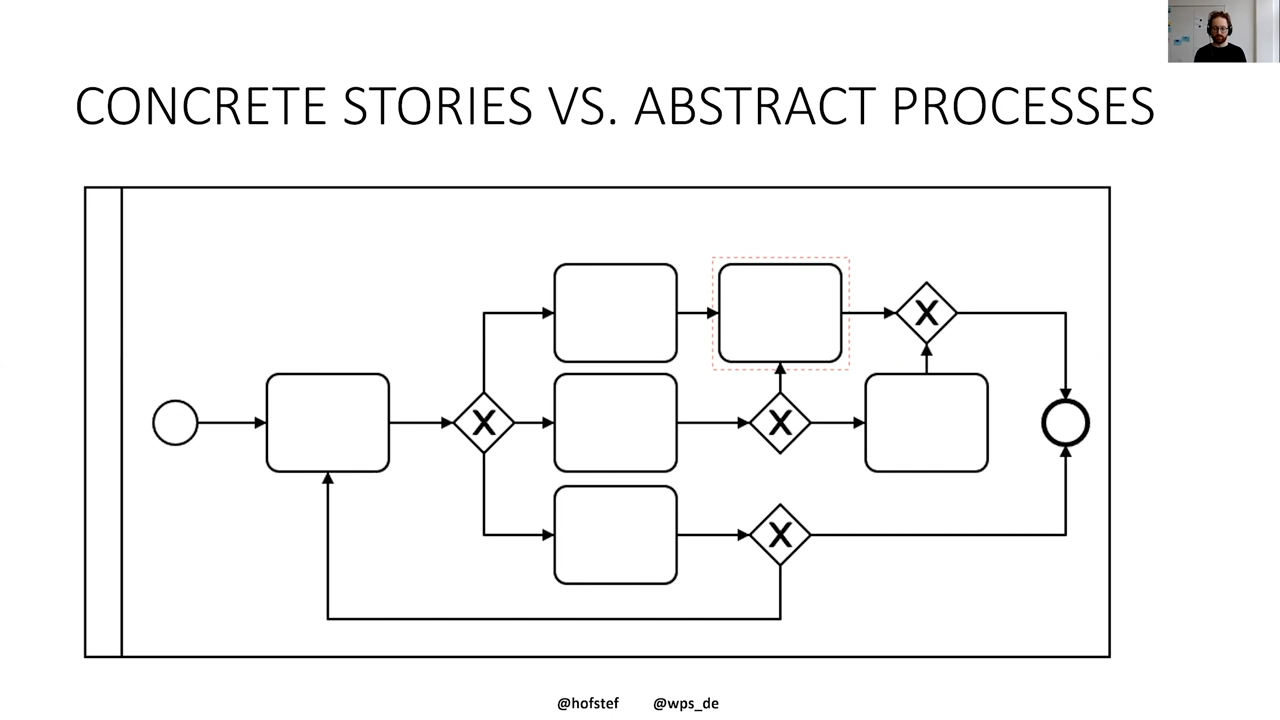 CONCRETE STORIES VS. ABSTRACT PROCESSES
X
X
X
X
@hofstef @wps_de